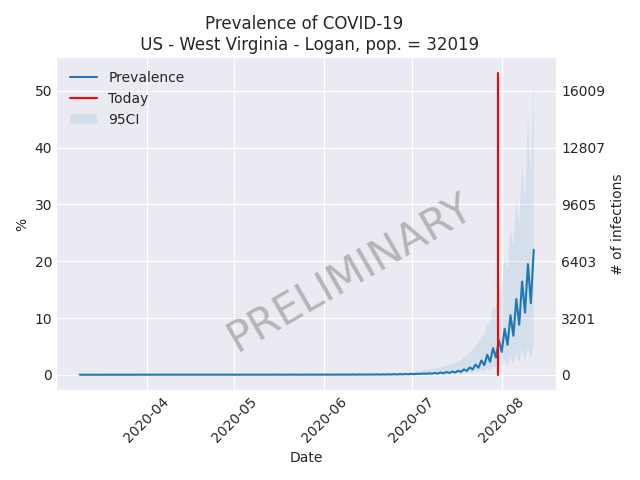 Prevalence of COVID-19
US - West Virginia - Logan, pop. = 32019
Prevalence
Today
95CI
50
40
30
20
10
0
%
16009
12807
9605
6403
3201
0
# of infections
PRELIMINARY
2020-04
2020-05
2020-06
2020-07
2020-08
Date